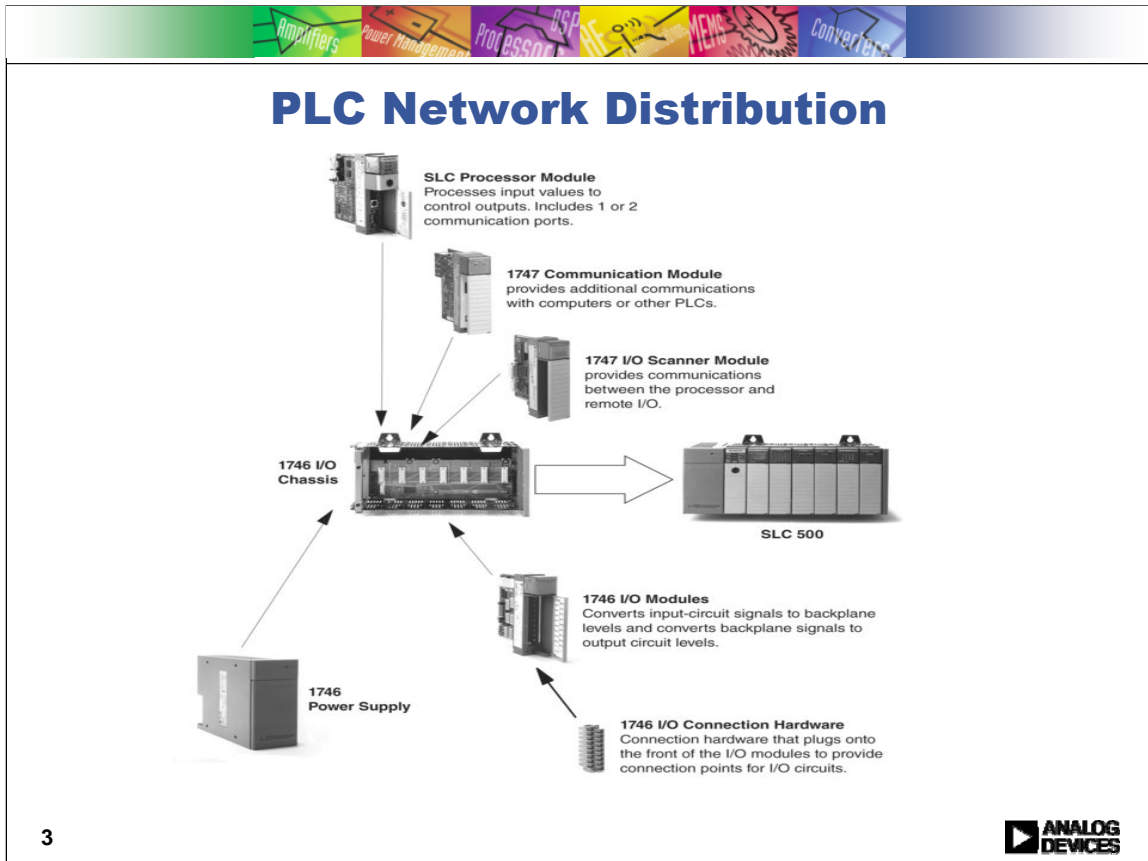 Amplifiers Power Management Processors DSP MEMS Converters
PLC Network Distribution
SLC Processor Module
Processes input values to
control outputs. Includes 1 or 2
communication ports.
1747 Communication Module
provides additional communications
with computers or other PLCs.
1747 I/O Scanner Module
provides communications
between the processor and
remote I/O.
1746 I/O
Chassis
SLC 500
1746 I/O Modules
Converts input-circuit signals to backplane
levels and converts backplane signals to
output circuit levels.
1746
Power Supply
1746 I/O Connection Hardware
Connection hardware that plugs onto
the front of the I/O modules to provide
connection points for I/O circuits.
3
ANALOG
DEVICES